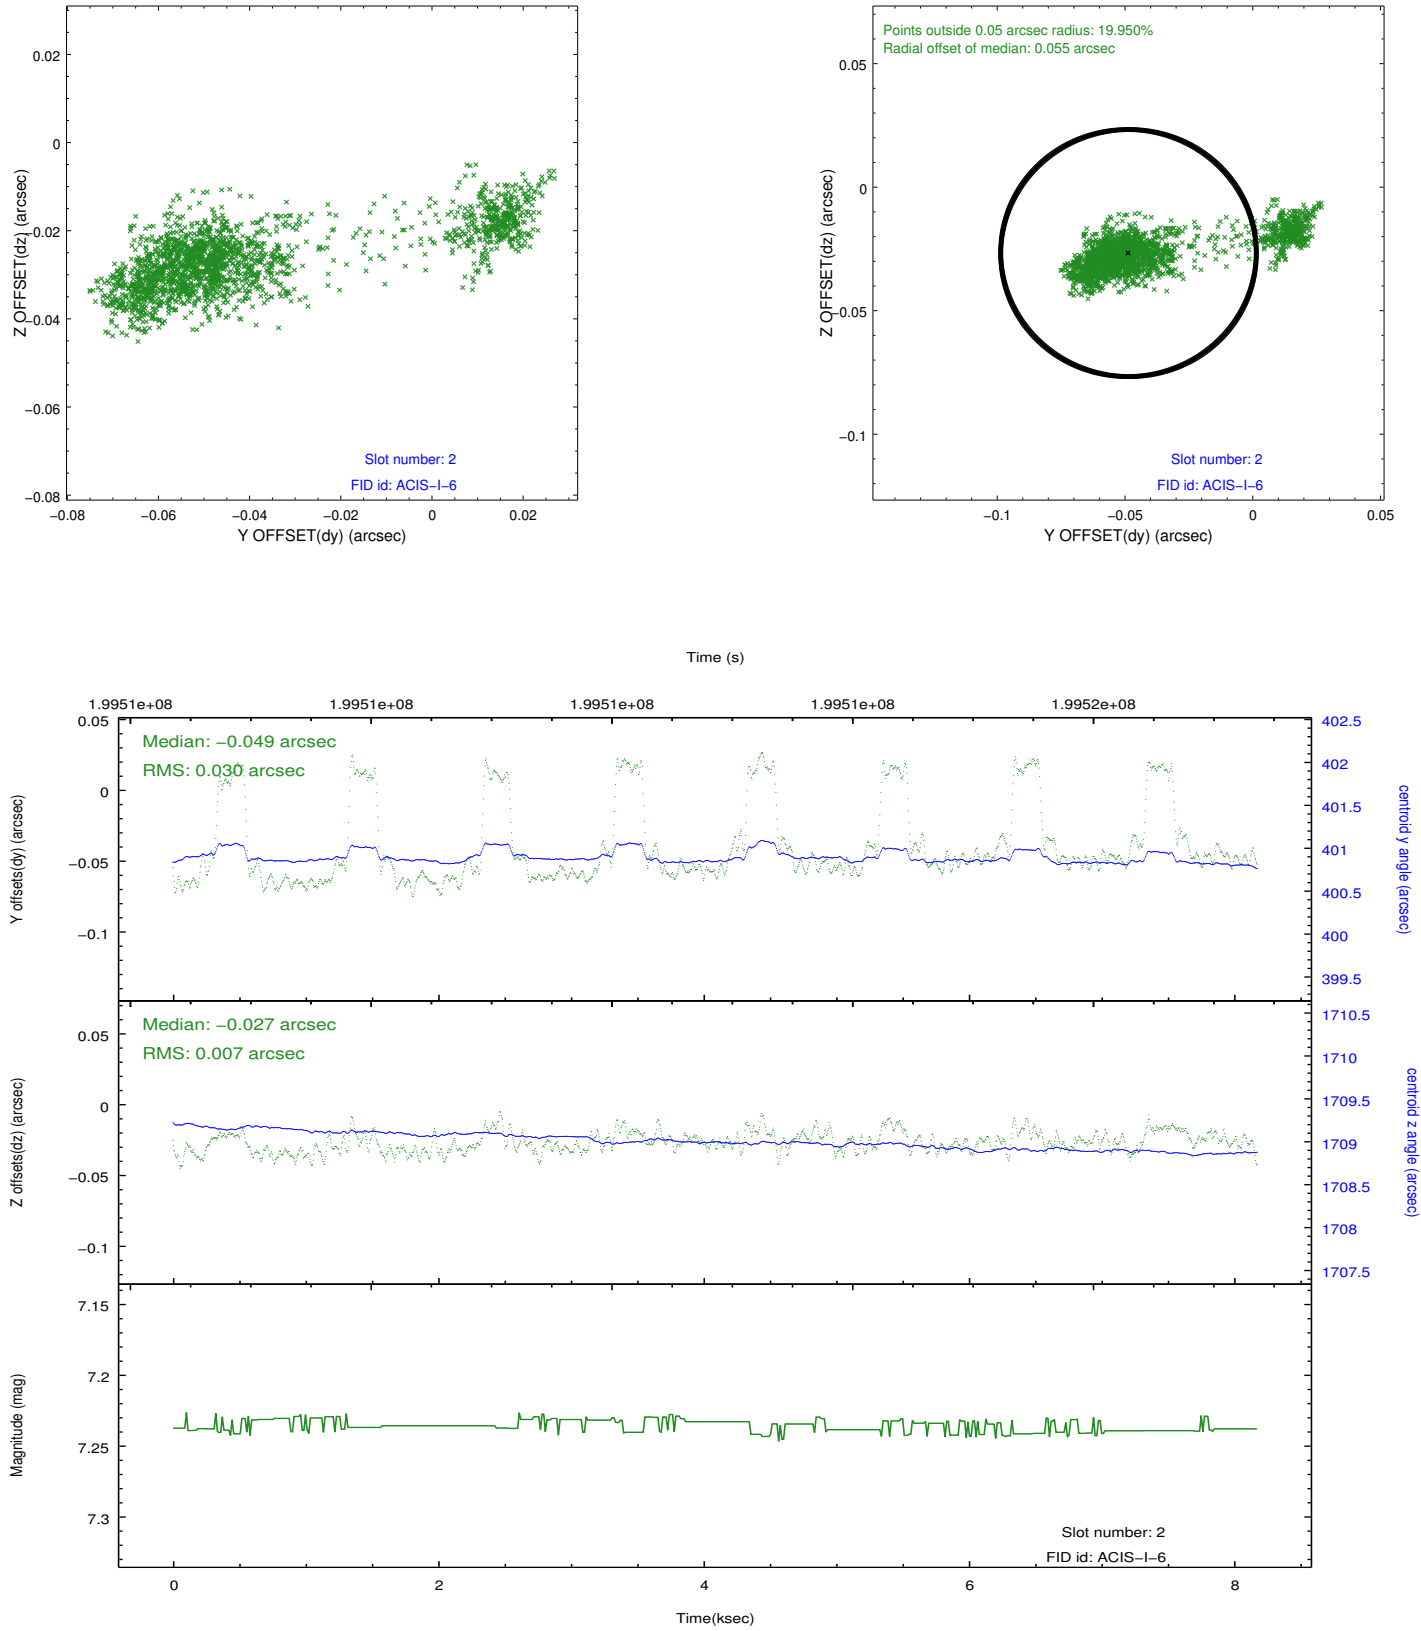 0.02
0
−0.02
−0.04
−0.06
−0.08
Z OFFSET(dz) (arcsec)
−0.08
−0.06
−0.04
−0.02
0
0.02
Y OFFSET(dy) (arcsec)
Slot number: 2
FID id: ACIS−I−6
Points outside 0.05 arcsec radius: 19.950%
Radial offset of median: 0.055 arcsec
0.05
0
−0.05
−0.1
Z OFFSET(dz) (arcsec)
−0.1
−0.05
0
0.05
Y OFFSET(dy) (arcsec)
Slot number: 2
FID id: ACIS−I−6
Time (s)
1.9951e+08
1.9951e+08
1.9951e+08
1.9951e+08
1.9952e+08
0.05
0
−0.05
−0.1
Y offsets(dy) (arcsec)
Median: −0.049 arcsec
RMS: 0.030 arcsec
402.5
402
401.5
401
400.5
400
399.5
centroid y angle (arcsec)
0.05
0
−0.05
−0.1
Z offsets(dz) (arcsec)
Median: −0.027 arcsec
RMS: 0.007 arcsec
1710.5
1710
1709.5
1709
1708.5
1708
1707.5
centroid z angle (arcsec)
7.15
7.2
7.25
7.3
Magnitude (mag)
Slot number: 2
FID id: ACIS−I−6
0
2
4
6
8
Time(ksec)